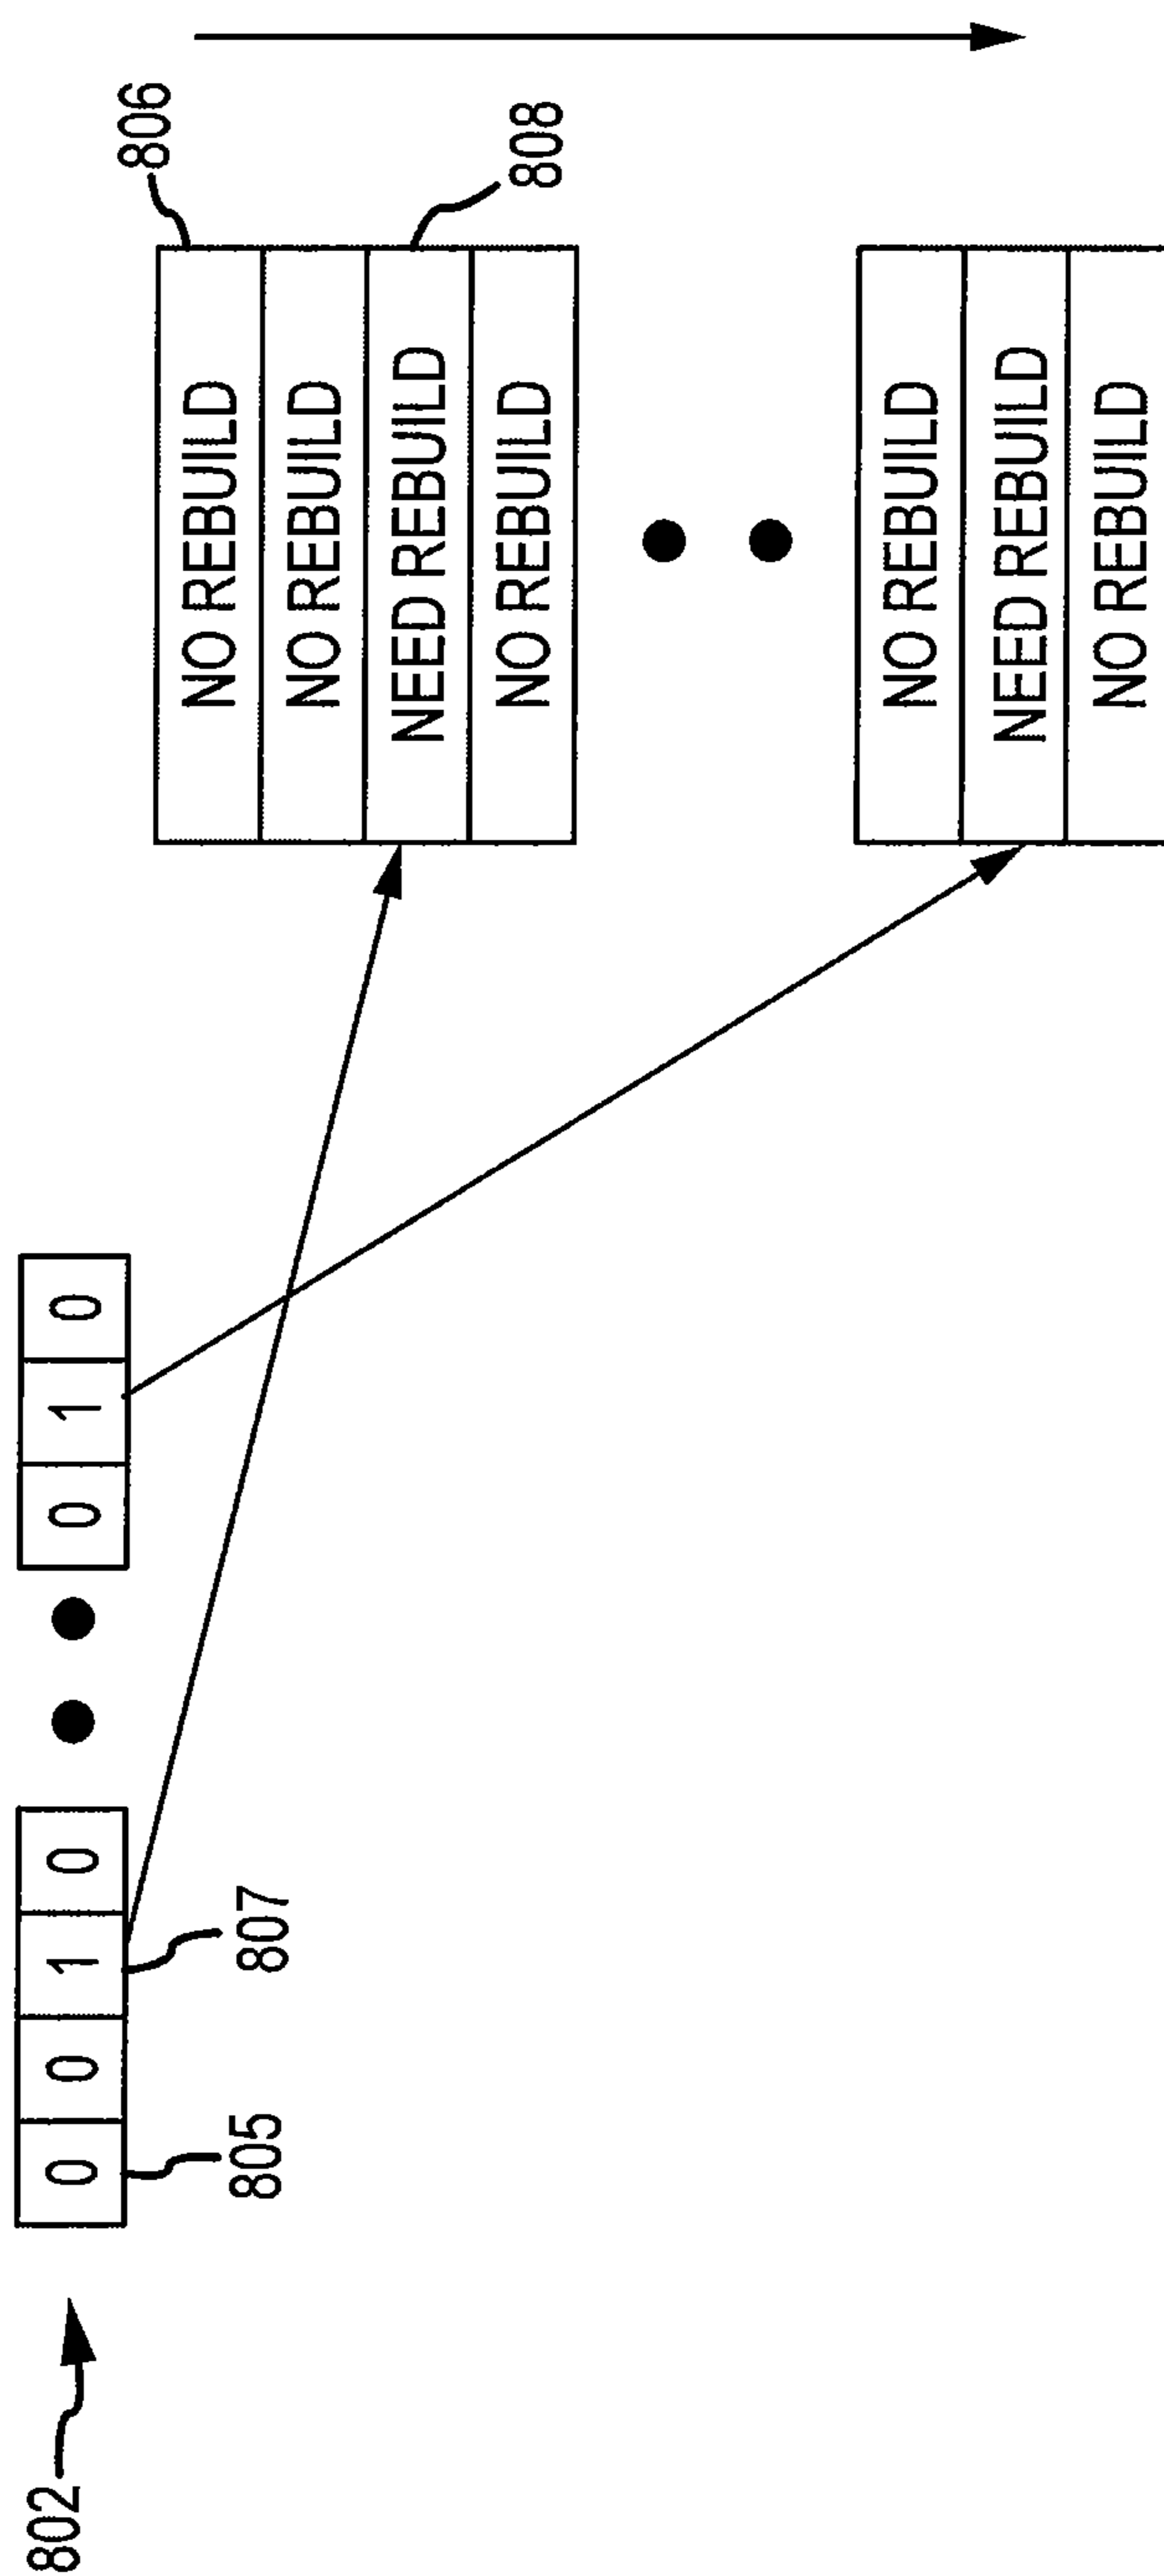 802
0 0 1 0 0 1 0
805
807
806
NO REBUILD
NO REBUILD
NEED REBUILD
808
NO REBUILD
NO REBUILD
NEED REBUILD
NO REBUILD